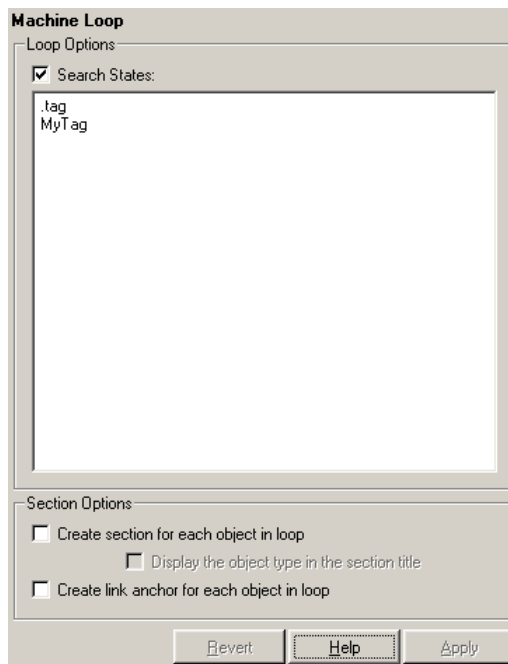 Machine Loop
Loop Options
Search States:
.tag
MyTag
Section Options
Create section for each object in loop
Display the object type in the section title
Create link anchor for each object in loop
Revert Help Apply